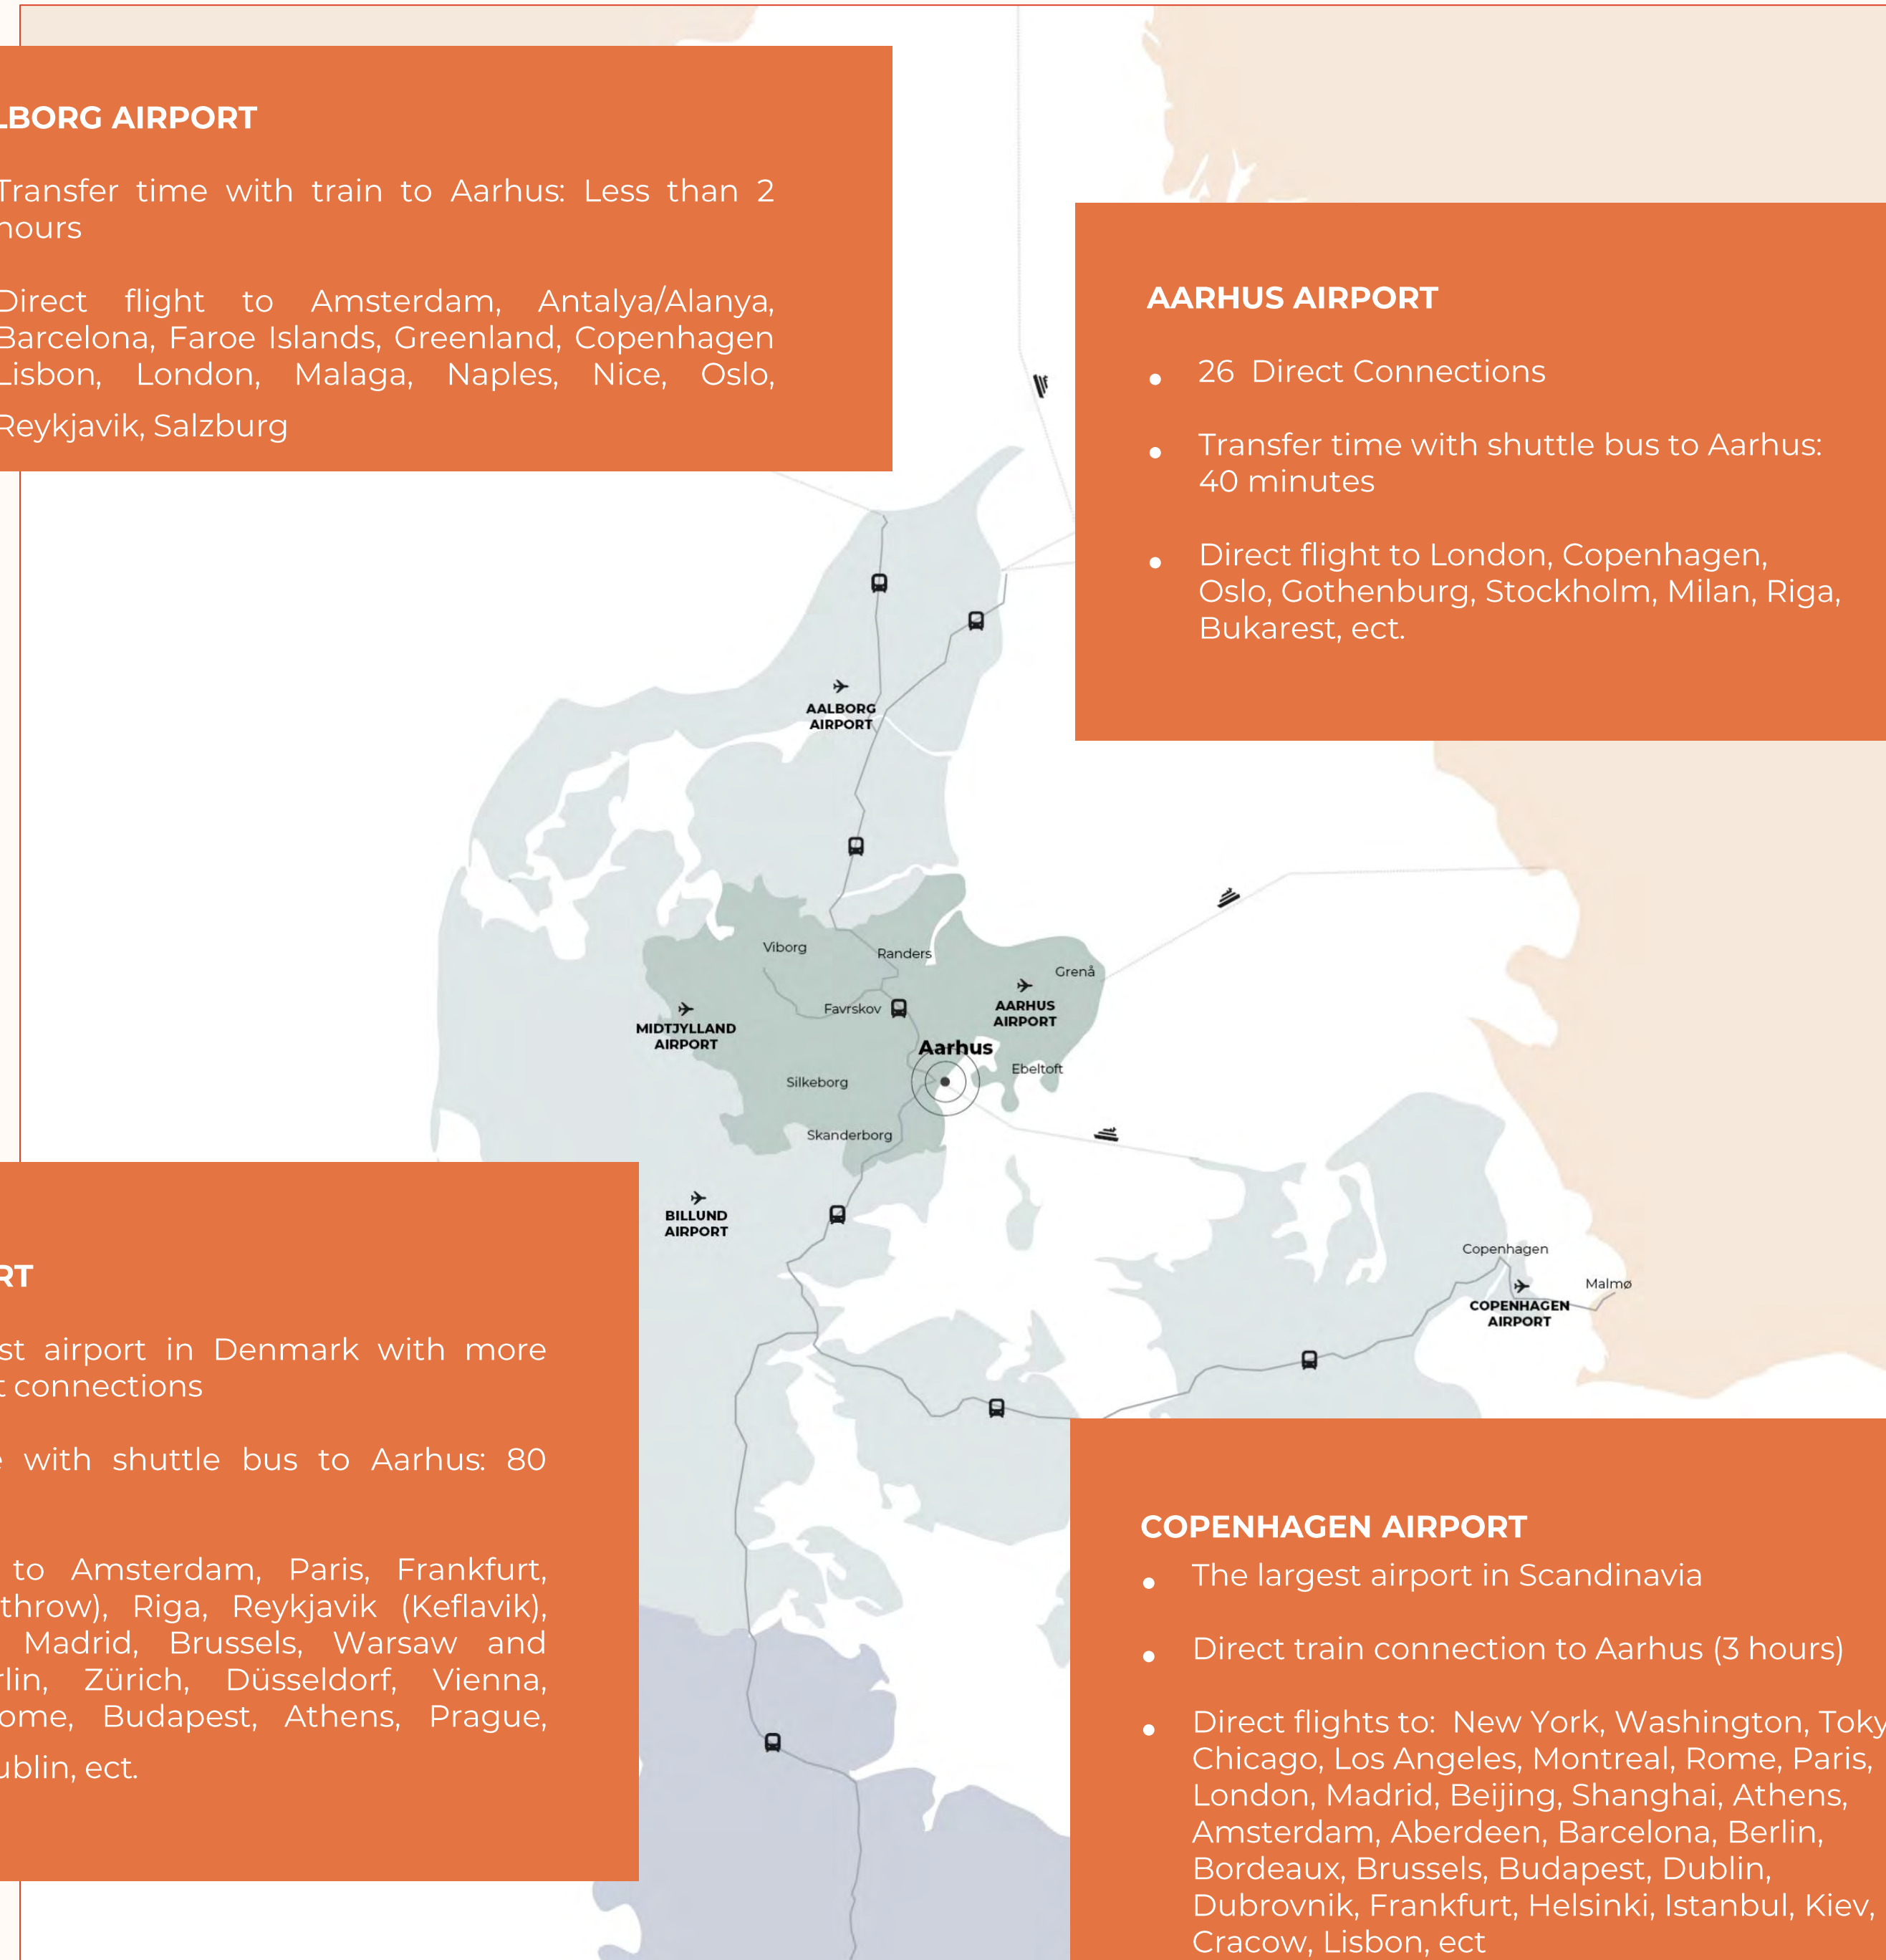 LBORG AIRPORT
Transfer time with train to Aarhus: Less than 2
hours
Direct flight to Amsterdam, Antalya/Alanya,
Barcelona, Faroe Islands, Greenland, Copenhagen
Lisbon, London, Malaga, Naples, Nice, Oslo,
Reykjavik, Salzburg
AARHUS AIRPORT
• 26 Direct Connections
• Transfer time with shuttle bus to Aarhus:
40 minutes
• Direct flight to London, Copenhagen,
Oslo, Gothenburg, Stockholm, Milan, Riga,
Bukarest, ect.
AALBORG
AIRPORT
Viborg
Randers
Grenå
Favrskov
AARHUS
AIRPORT
MIDTJYLLAND
AIRPORT
Aarhus
Ebeltoft
Silkeborg
Skanderborg
BILLUND
AIRPORT
Copenhagen
Malmø
COPENHAGEN
AIRPORT
RT
st airport in Denmark with more
t connections
e with shuttle bus to Aarhus: 80
to Amsterdam, Paris, Frankfurt,
throw), Riga, Reykjavik (Keflavik),
Madrid, Brussels, Warsaw and
rlin, Zürich, Düsseldorf, Vienna,
ome, Budapest, Athens, Prague,
ublin, ect.
COPENHAGEN AIRPORT
• The largest airport in Scandinavia
• Direct train connection to Aarhus (3 hours)
• Direct flights to: New York, Washington, Toky
Chicago, Los Angeles, Montreal, Rome, Paris,
London, Madrid, Beijing, Shanghai, Athens,
Amsterdam, Aberdeen, Barcelona, Berlin,
Bordeaux, Brussels, Budapest, Dublin,
Dubrovnik, Frankfurt, Helsinki, Istanbul, Kiev,
Cracow, Lisbon, ect